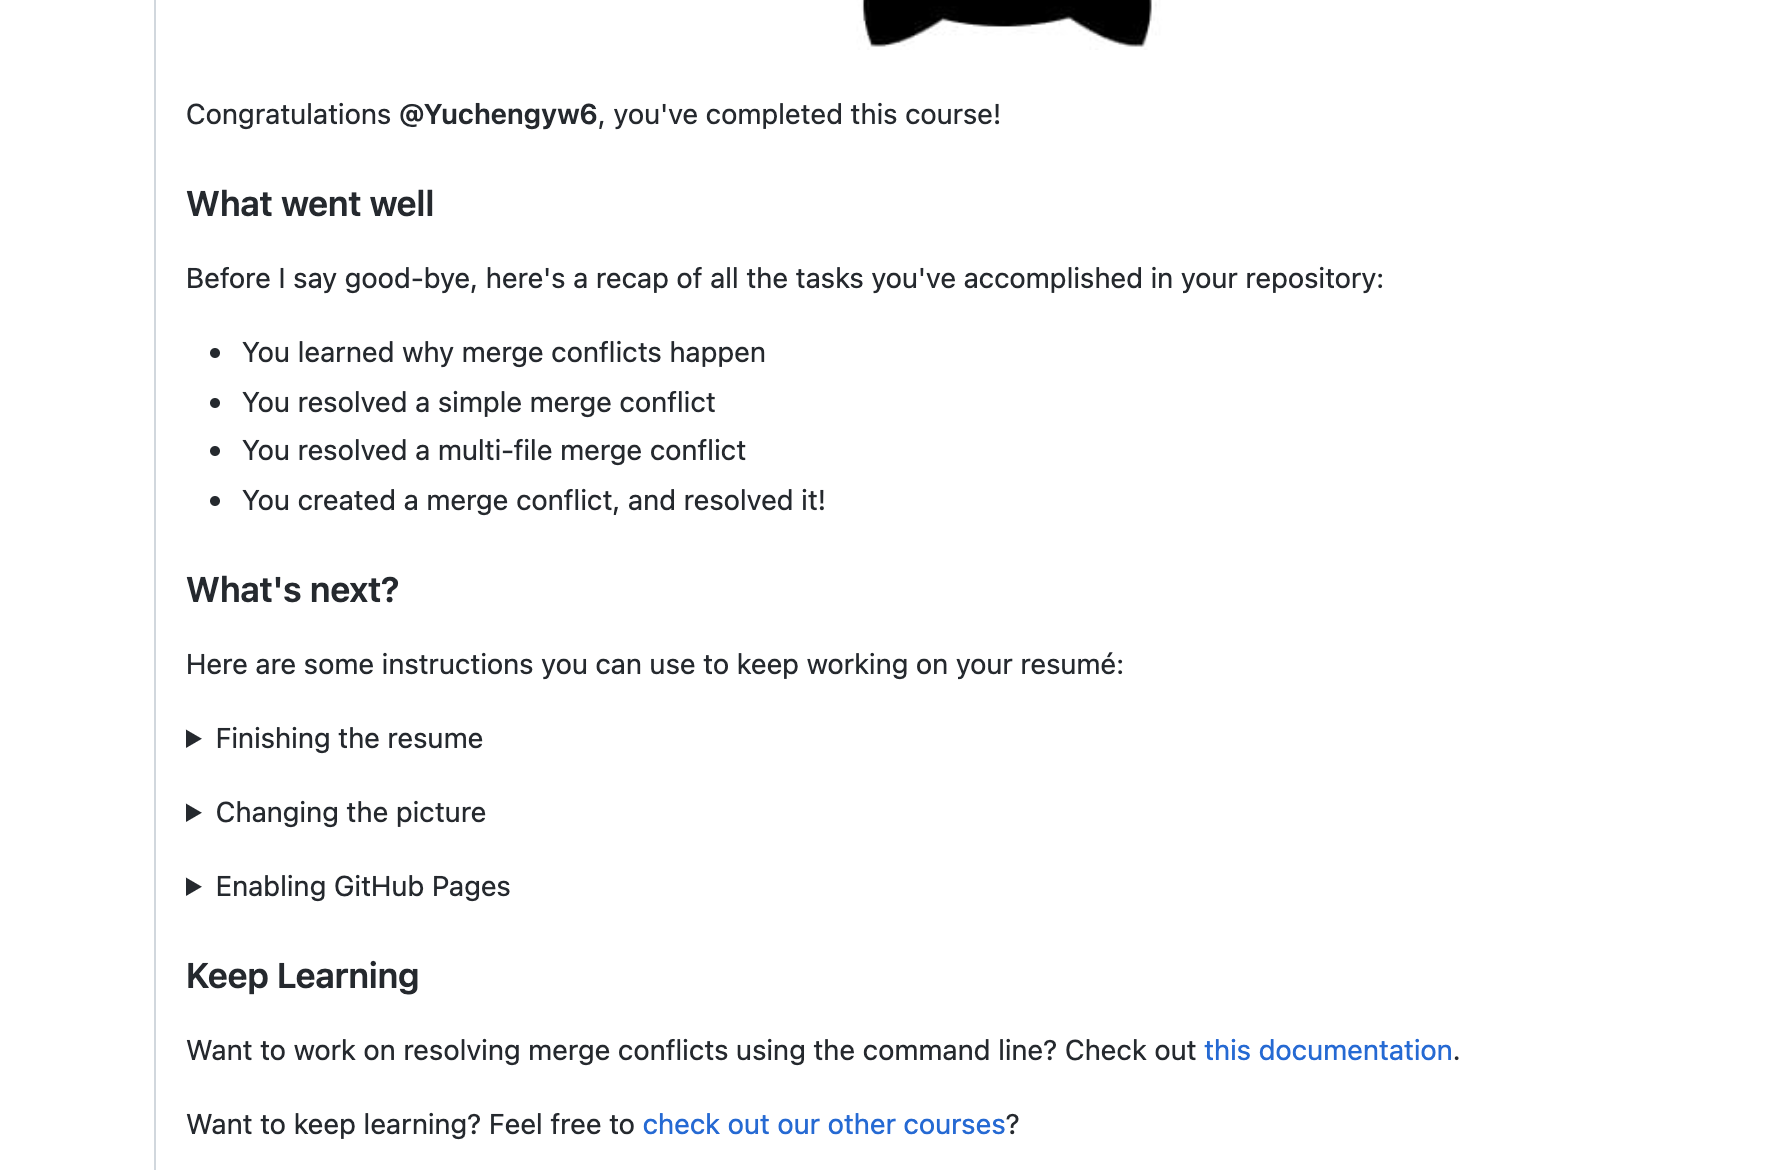 Congratulations @Yuchengyw6, you've completed this course!
What went well
Before I say good-bye, here's a recap of all the tasks you've accomplished in your repository:
• You learned why merge conflicts happen
• You resolved a simple merge conflict
• You resolved a multi-file merge conflict
• You created a merge conflict, and resolved it!
What's next?
Here are some instructions you can use to keep working on your resumé:
▶ Finishing the resume
▶ Changing the picture
▶ Enabling GitHub Pages
Keep Learning
Want to work on resolving merge conflicts using the command line? Check out this documentation.
Want to keep learning? Feel free to check out our other courses?